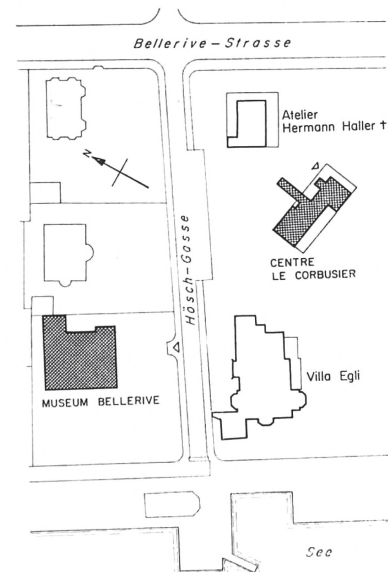 Bellerive-Strasse
Atelier
Hermann Haller †
N
CENTRE
LE CORBUSIER
Hösch-Gasse
Villa Egli
MUSEUM BELLERIVE
See